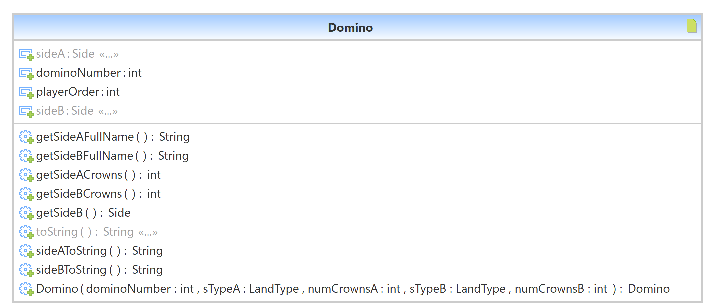 Domino
sideA : Side «...»
dominoNumber : int
playerOrder : int
sideB : Side «...»
getSideAFullName ( ) : String
getSideBFullName ( ) : String
getSideACrowns ( ) : int
getSideBCrowns ( ) : int
getSideB ( ) : Side
toString ( ) : String «...»
sideAToString ( ) : String
sideBToString ( ) : String
Domino ( dominoNumber : int , sTypeA : LandType , numCrownsA : int , sTypeB : LandType , numCrownsB : int ) : Domino